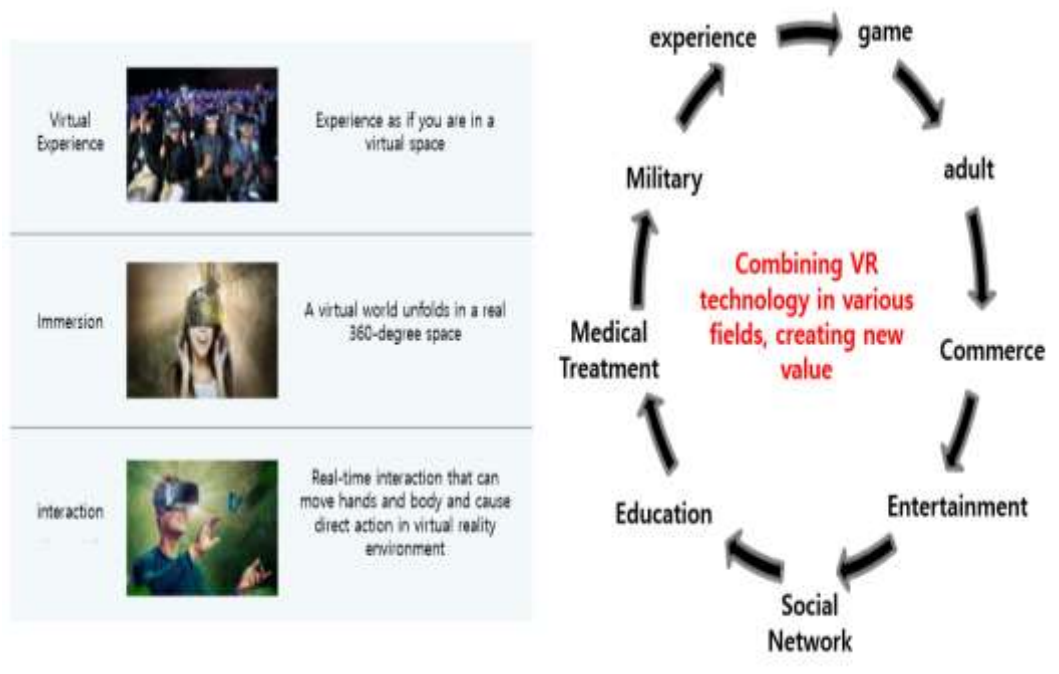 Virtual
Experience
Experience as if you are in a
virtual space
Immersion
A virtual world unfolds in a real
360-degree space
interaction
Real-time interaction that can
move hands and body and cause
direct action in virtual reality
environment
experience
game
adult
Commerce
Entertainment
Social
Network
Education
Medical
Treatment
Military
Combining VR
technology in various
fields, creating new
value